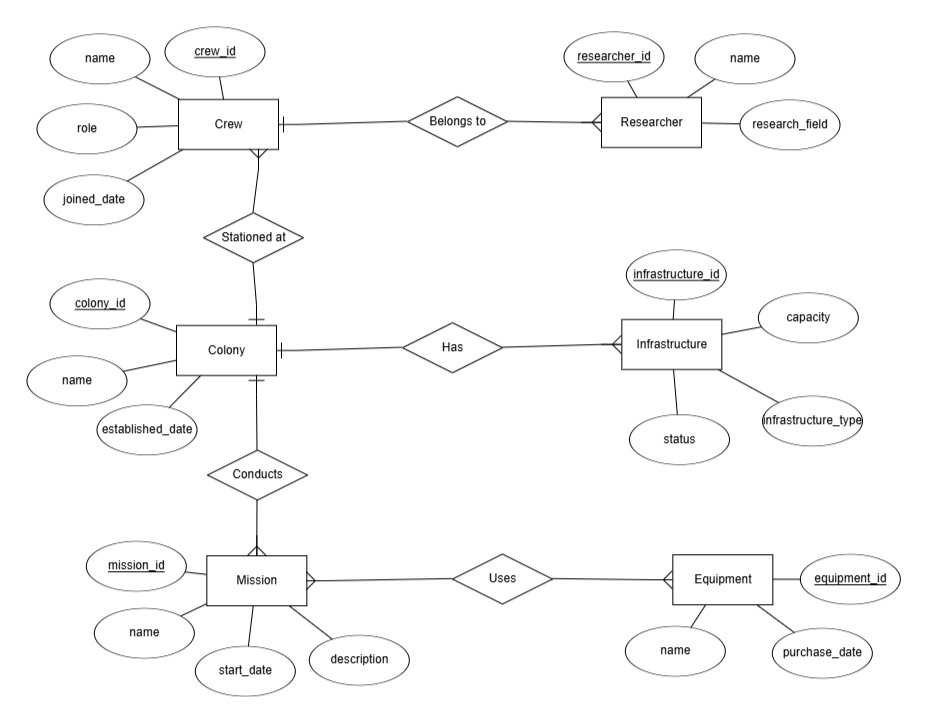 crew_id
name
researcher_id
name
Crew
Belongs to
Researcher
role
research_field
joined_date
Stationed at
infrastructure_id
colony_id
capacity
Colony
Has
Infrastructure
name
established_date
infrastructure_type
status
Conducts
mission_id
Mission
Uses
Equipment
equipment_id
name
start_date
description
name
purchase_date